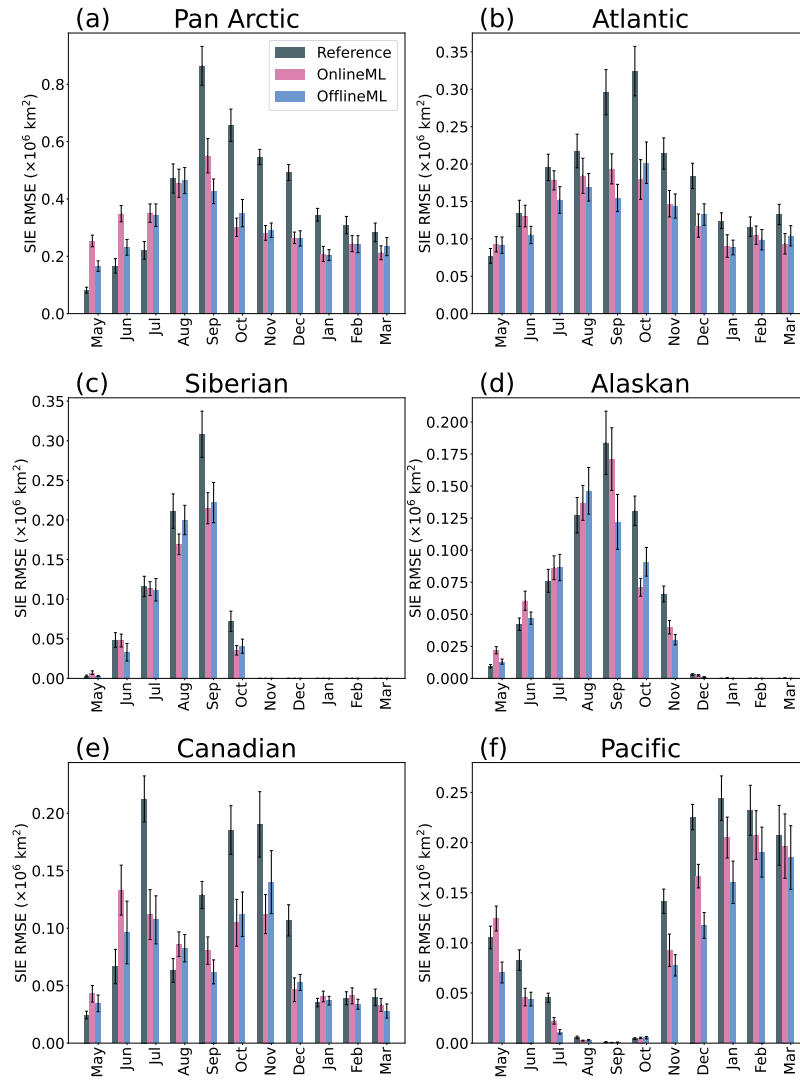 (a) Pan Arctic
SIE RMSE (×10⁶ km²)
0.8
0.6
0.4
0.2
0.0
Reference
OnlineML
OfflineML
May Jun Jul Aug Sep Oct Nov Dec Jan Feb Mar
(b) Atlantic
SIE RMSE (×10⁶ km²)
0.35
0.30
0.25
0.20
0.15
0.10
0.05
0.00
May Jun Jul Aug Sep Oct Nov Dec Jan Feb Mar
(c) Siberian
SIE RMSE (×10⁶ km²)
0.35
0.30
0.25
0.20
0.15
0.10
0.05
0.00
May Jun Jul Aug Sep Oct Nov Dec Jan Feb Mar
(d) Alaskan
SIE RMSE (×10⁶ km²)
0.200
0.175
0.150
0.125
0.100
0.075
0.050
0.025
0.000
May Jun Jul Aug Sep Oct Nov Dec Jan Feb Mar
(e) Canadian
SIE RMSE (×10⁶ km²)
0.20
0.15
0.10
0.05
0.00
May Jun Jul Aug Sep Oct Nov Dec Jan Feb Mar
(f) Pacific
SIE RMSE (×10⁶ km²)
0.25
0.20
0.15
0.10
0.05
0.00
May Jun Jul Aug Sep Oct Nov Dec Jan Feb Mar